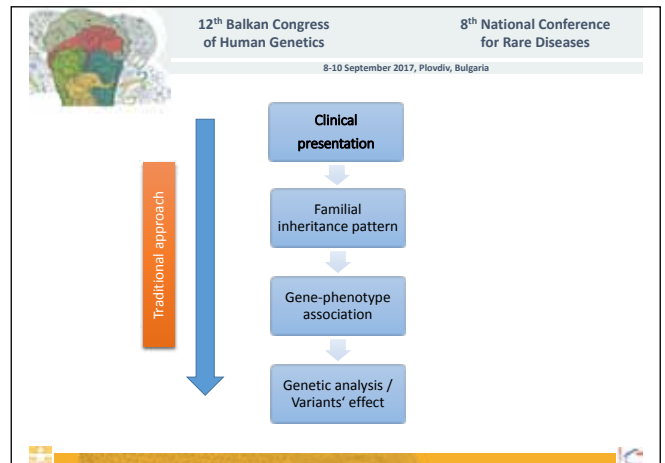 12th Balkan Congress
of Human Genetics
8th National Conference
for Rare Diseases
8-10 September 2017, Plovdiv, Bulgaria
Traditional approach
Clinical
presentation
Familial
inheritance pattern
Gene-phenotype
association
Genetic analysis /
Variants‘ effect